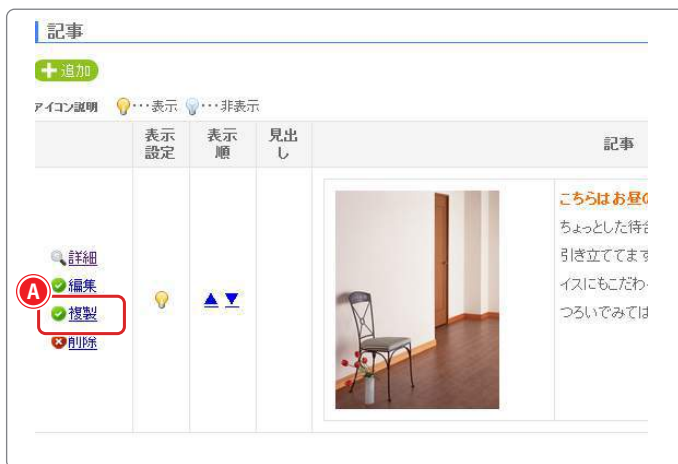 記事
追加
アイコン説明 …表示 …非表示
表示設定 表示順 見出し 記事
詳細
A 編集
複製
削除
▲ ▼
こちらはお昼の
ちょっとした待合
引き立ててます
イスにもこだわ
つろいでみては